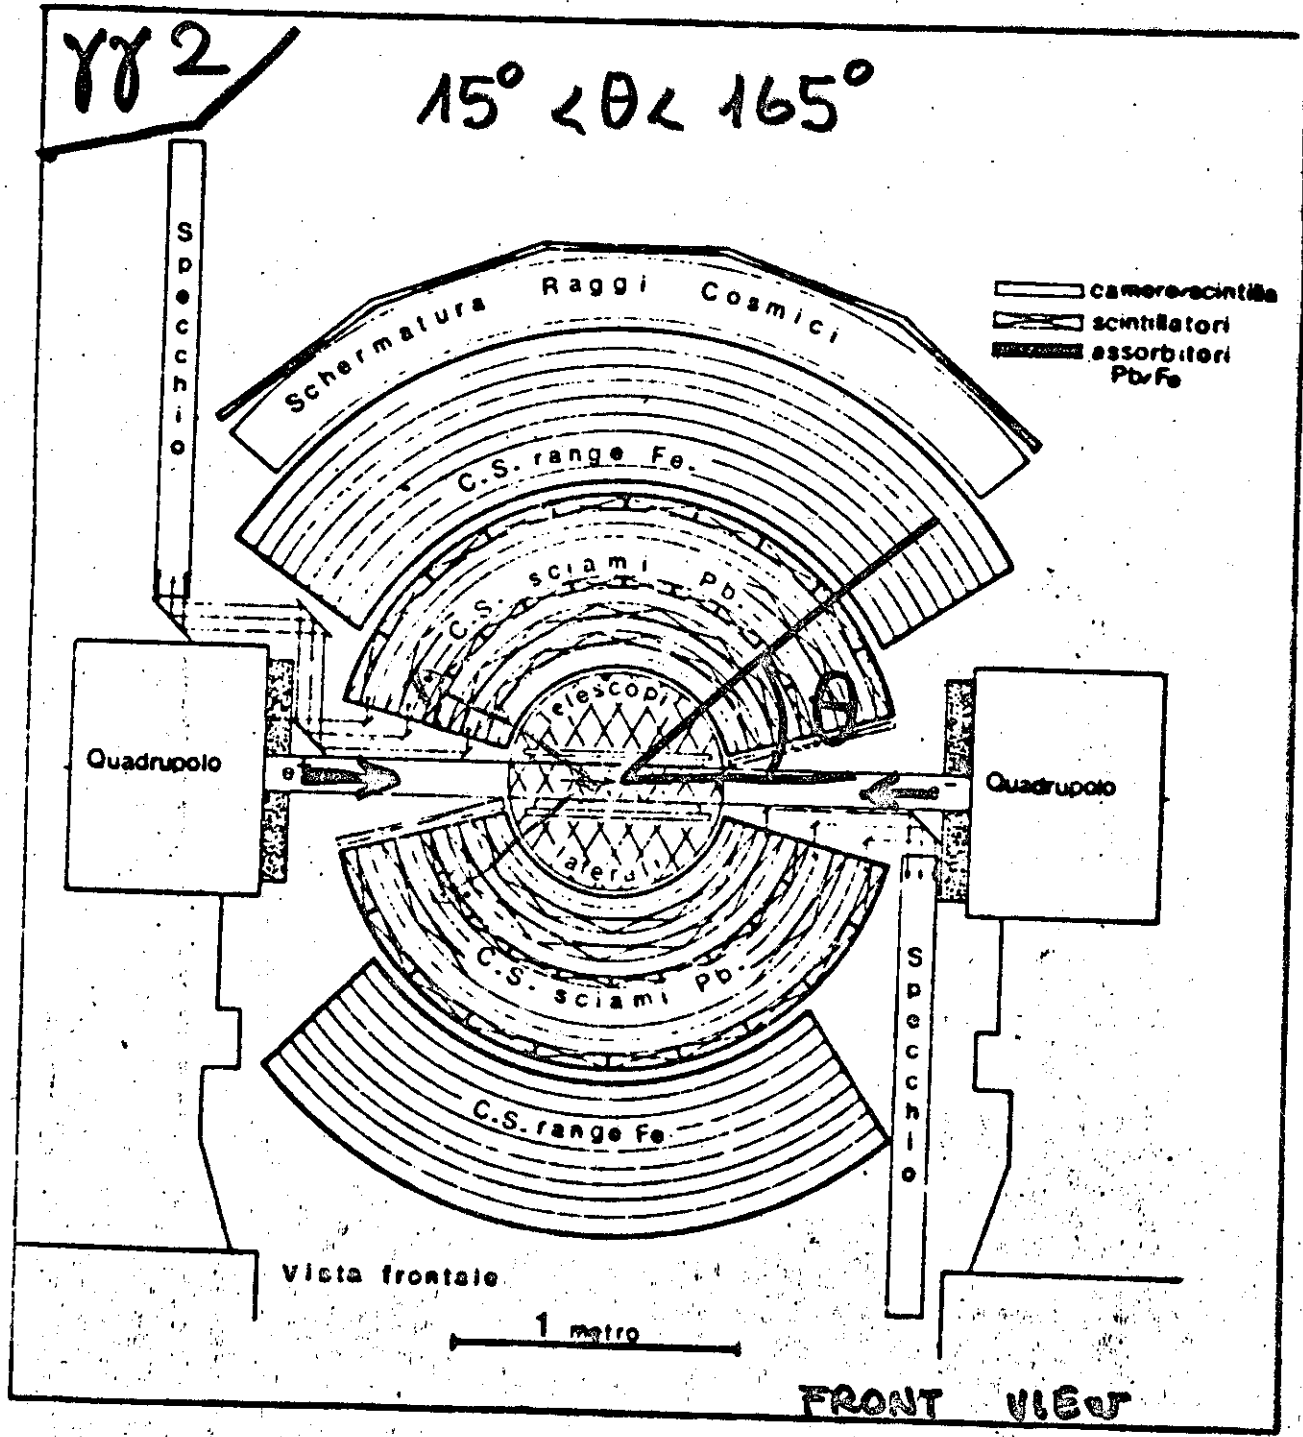 γγ2
15° < θ < 165°
Specchio
Schermatura Raggi Cosmici
camere/scintilla
scintillatori
assorbitori
Pb/Fe
C.S. range Fe.
C.S. sciami Pb.
telescopi
θ
Quadrupolo
e+
-
Quadrupolo
laterali
C.S. sciami Pb.
Specchio
C.S. range Fe
Vista frontale
1 metro
FRONT VIEW